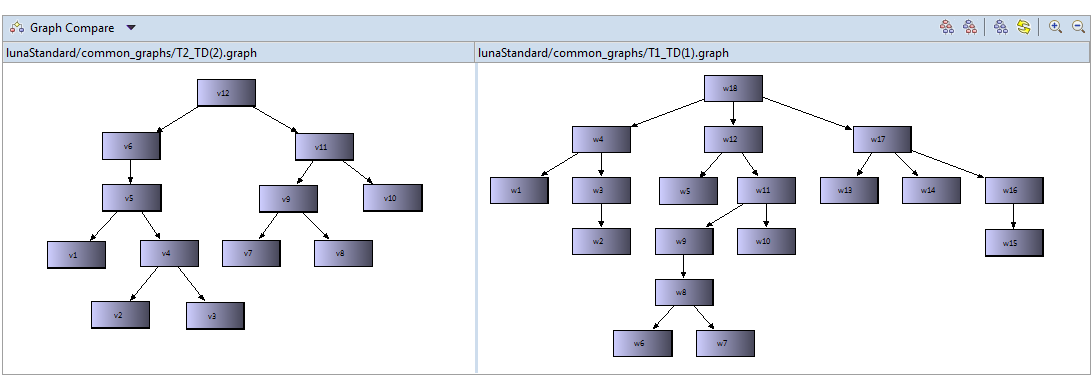 Graph Compare
lunaStandard/common_graphs/T2_TD(2).graph
v12
v6
v11
v5
v9
v10
v1
v4
v7
v8
v2
v3
lunaStandard/common_graphs/T1_TD(1).graph
w18
w4
w12
w17
w1
w3
w5
w11
w13
w14
w16
w2
w9
w10
w15
w8
w6
w7